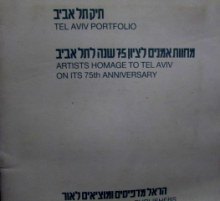 תיק תל אביב
TEL AVIV PORTFOLIO
מחוות אמנים לציון 75 שנה לתל אביב
ARTISTS HOMAGE TO TEL AVIV
ON ITS 75th ANNIVERSARY
הראל מדפיסים ומוציאים לאור